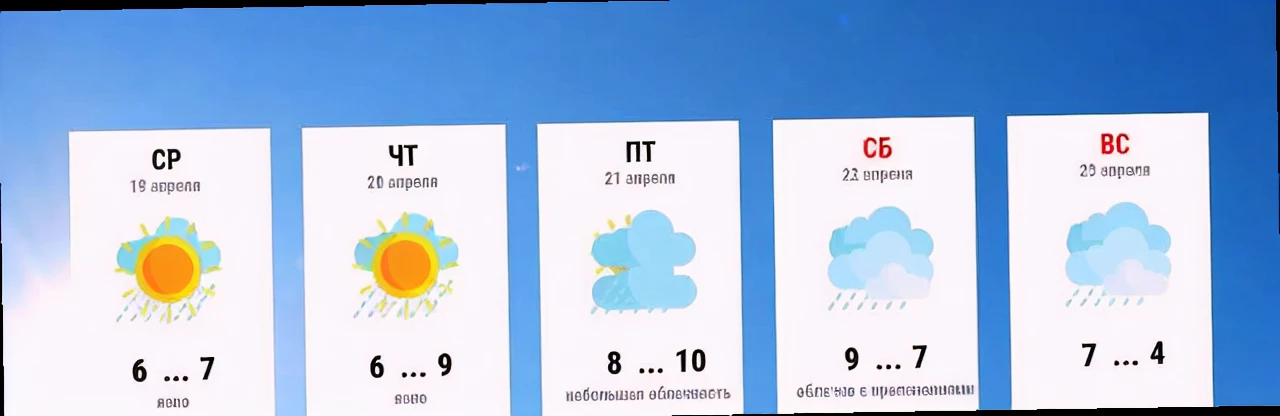 СР
19 апреля
6 ... 7
ясно
ЧТ
20 апреля
6 ... 9
ясно
ПТ
21 апреля
8 ... 10
небольшая облачность
СБ
22 апреля
9 ... 7
облачно с прояснениями
ВС
23 апреля
7 ... 4